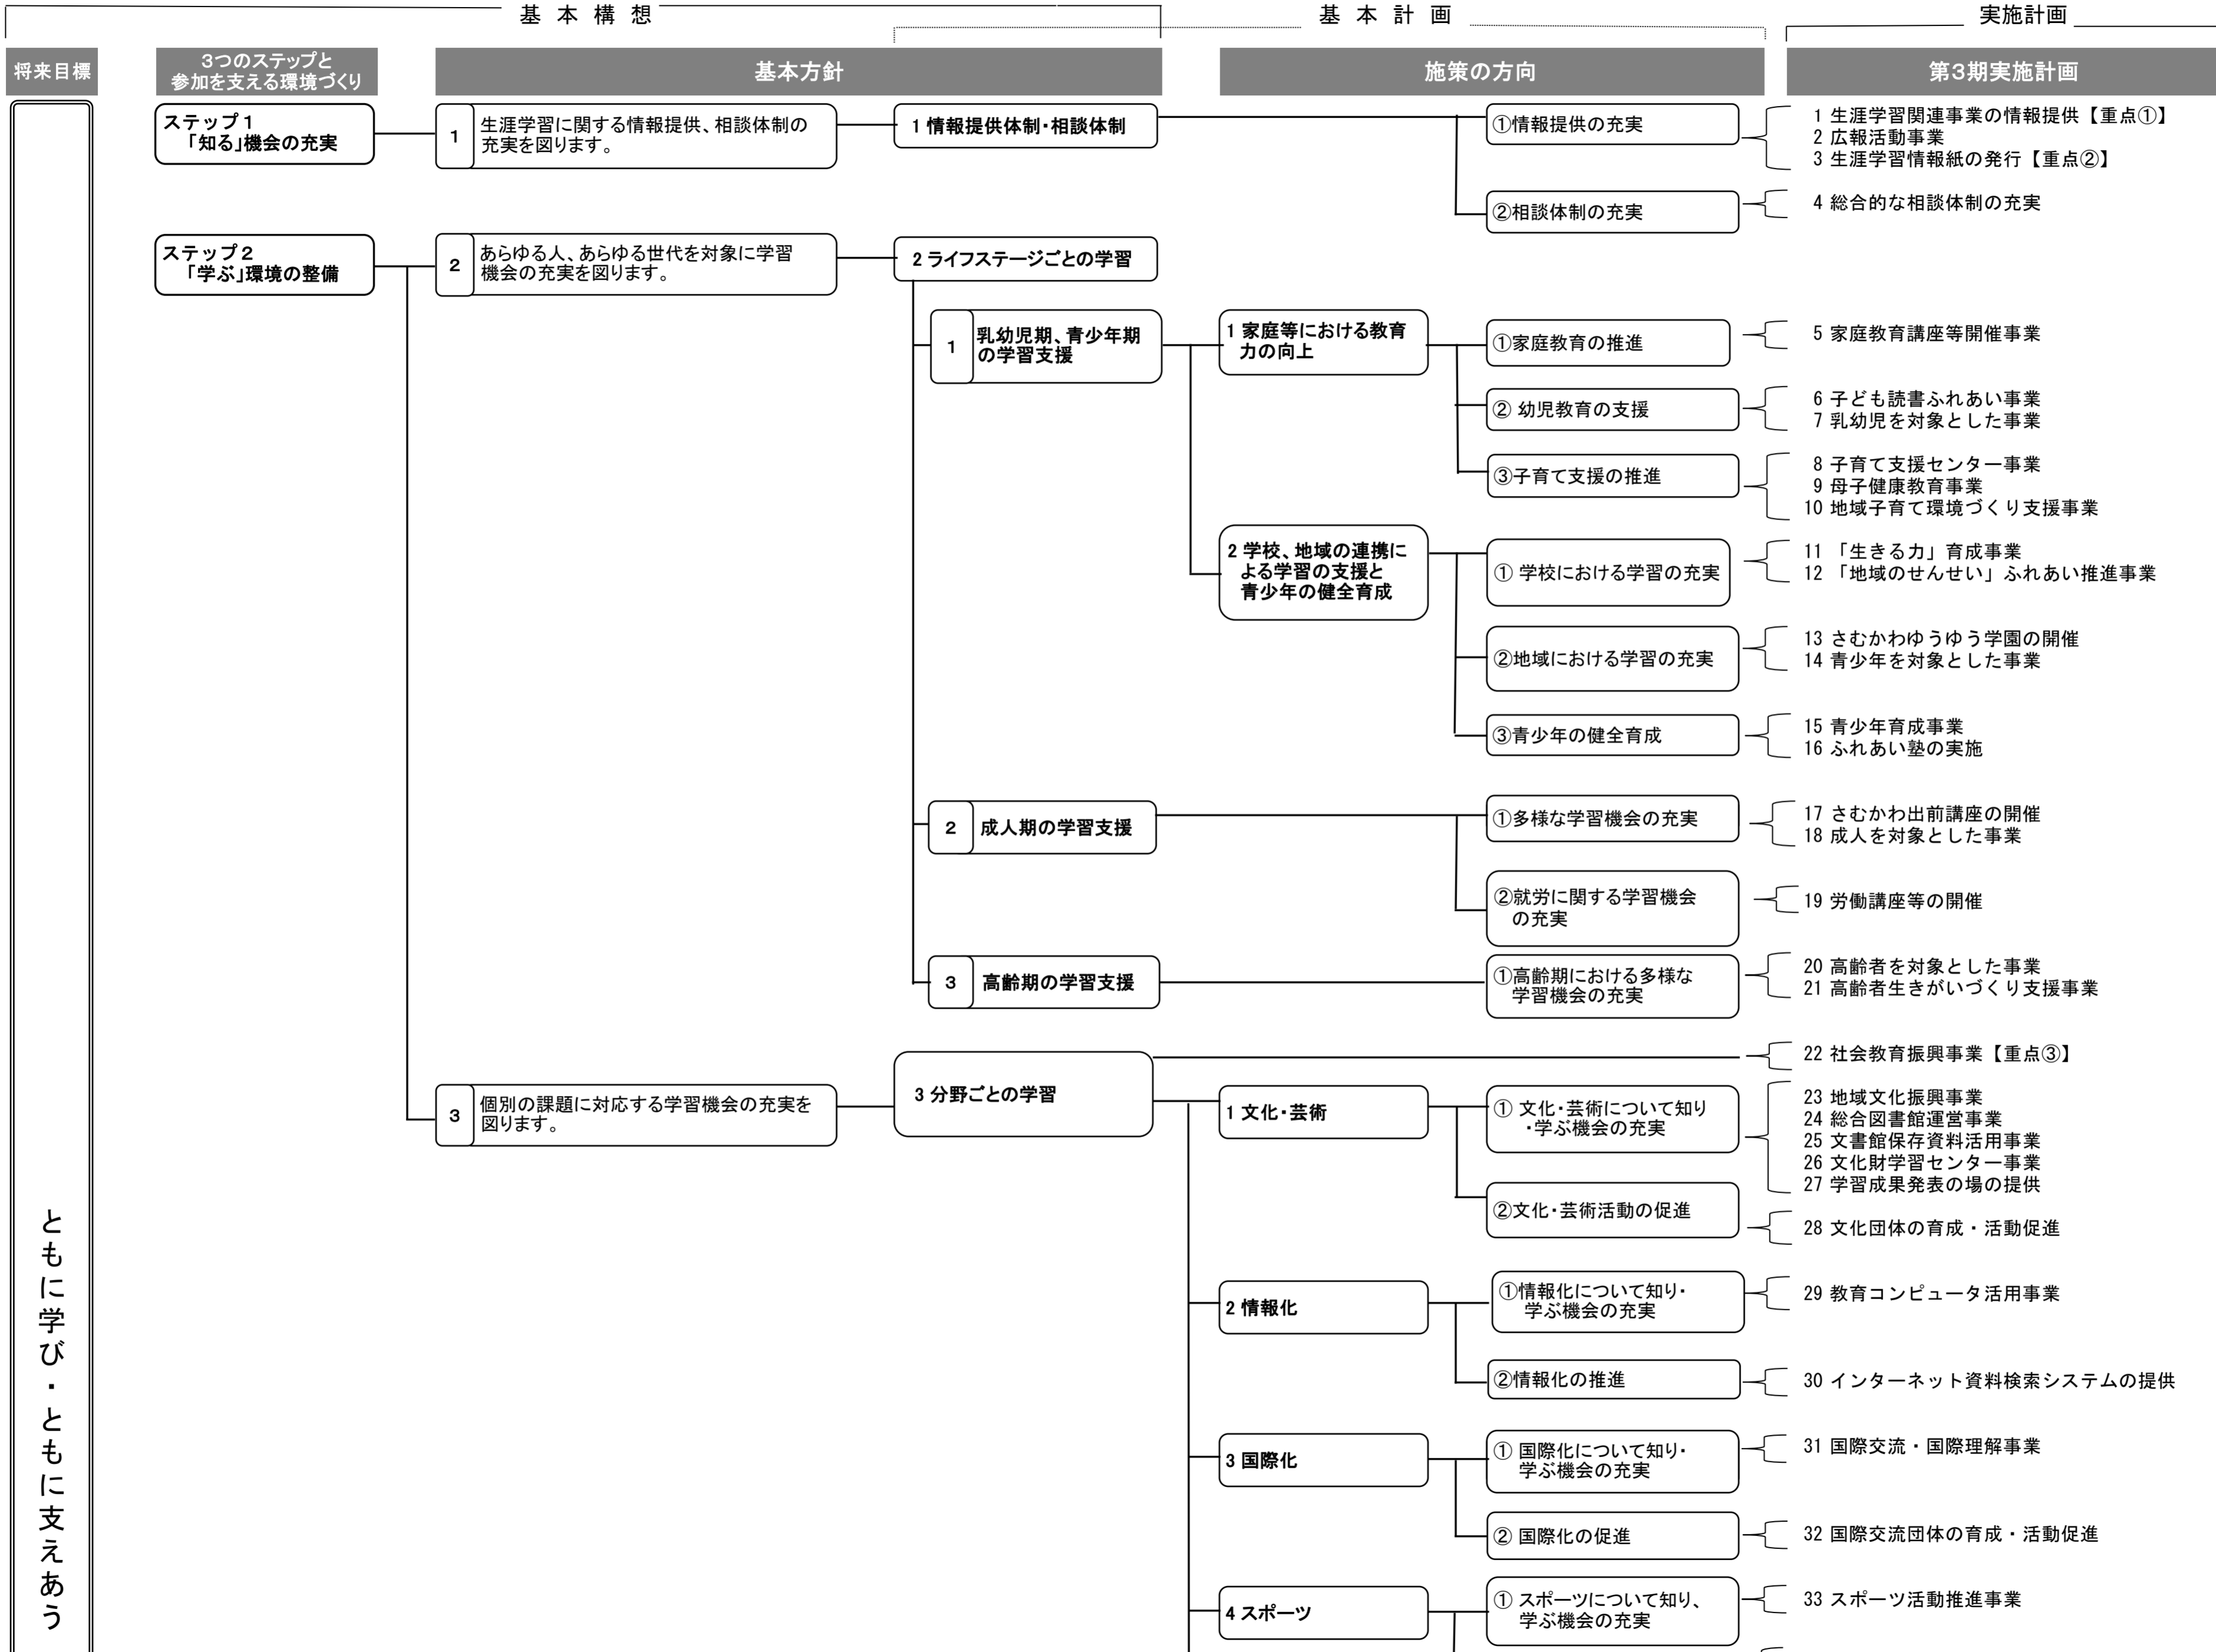 基本構想
基本計画
実施計画
将来目標
3つのステップと
参加を支える環境づくり
基本方針
施策の方向
第3期実施計画
ステップ1
「知る」機会の充実
1
生涯学習に関する情報提供、相談体制の
充実を図ります。
1 情報提供体制・相談体制
①情報提供の充実
1 生涯学習関連事業の情報提供【重点①】
2 広報活動事業
3 生涯学習情報紙の発行【重点②】
②相談体制の充実
4 総合的な相談体制の充実
ステップ2
「学ぶ」環境の整備
2
あらゆる人、あらゆる世代を対象に学習
機会の充実を図ります。
2 ライフステージごとの学習
1
乳幼児期、青少年期
の学習支援
1 家庭等における教育
力の向上
①家庭教育の推進
5 家庭教育講座等開催事業
② 幼児教育の支援
6 子ども読書ふれあい事業
7 乳幼児を対象とした事業
③子育て支援の推進
8 子育て支援センター事業
9 母子健康教育事業
10 地域子育て環境づくり支援事業
2 学校、地域の連携に
よる学習の支援と
青少年の健全育成
① 学校における学習の充実
11 「生きる力」育成事業
12 「地域のせんせい」ふれあい推進事業
②地域における学習の充実
13 さむかわゆうゆう学園の開催
14 青少年を対象とした事業
③青少年の健全育成
15 青少年育成事業
16 ふれあい塾の実施
2
成人期の学習支援
①多様な学習機会の充実
17 さむかわ出前講座の開催
18 成人を対象とした事業
②就労に関する学習機会
の充実
19 労働講座等の開催
3
高齢期の学習支援
①高齢期における多様な
学習機会の充実
20 高齢者を対象とした事業
21 高齢者生きがいづくり支援事業
3
個別の課題に対応する学習機会の充実を
図ります。
3 分野ごとの学習
22 社会教育振興事業【重点③】
1 文化・芸術
① 文化・芸術について知り
・学ぶ機会の充実
23 地域文化振興事業
24 総合図書館運営事業
25 文書館保存資料活用事業
26 文化財学習センター事業
27 学習成果発表の場の提供
②文化・芸術活動の促進
28 文化団体の育成・活動促進
2 情報化
①情報化について知り・
学ぶ機会の充実
29 教育コンピュータ活用事業
②情報化の推進
30 インターネット資料検索システムの提供
3 国際化
① 国際化について知り・
学ぶ機会の充実
31 国際交流・国際理解事業
② 国際化の促進
32 国際交流団体の育成・活動促進
4 スポーツ
① スポーツについて知り、
学ぶ機会の充実
33 スポーツ活動推進事業
ともに学び・ともに支えあう